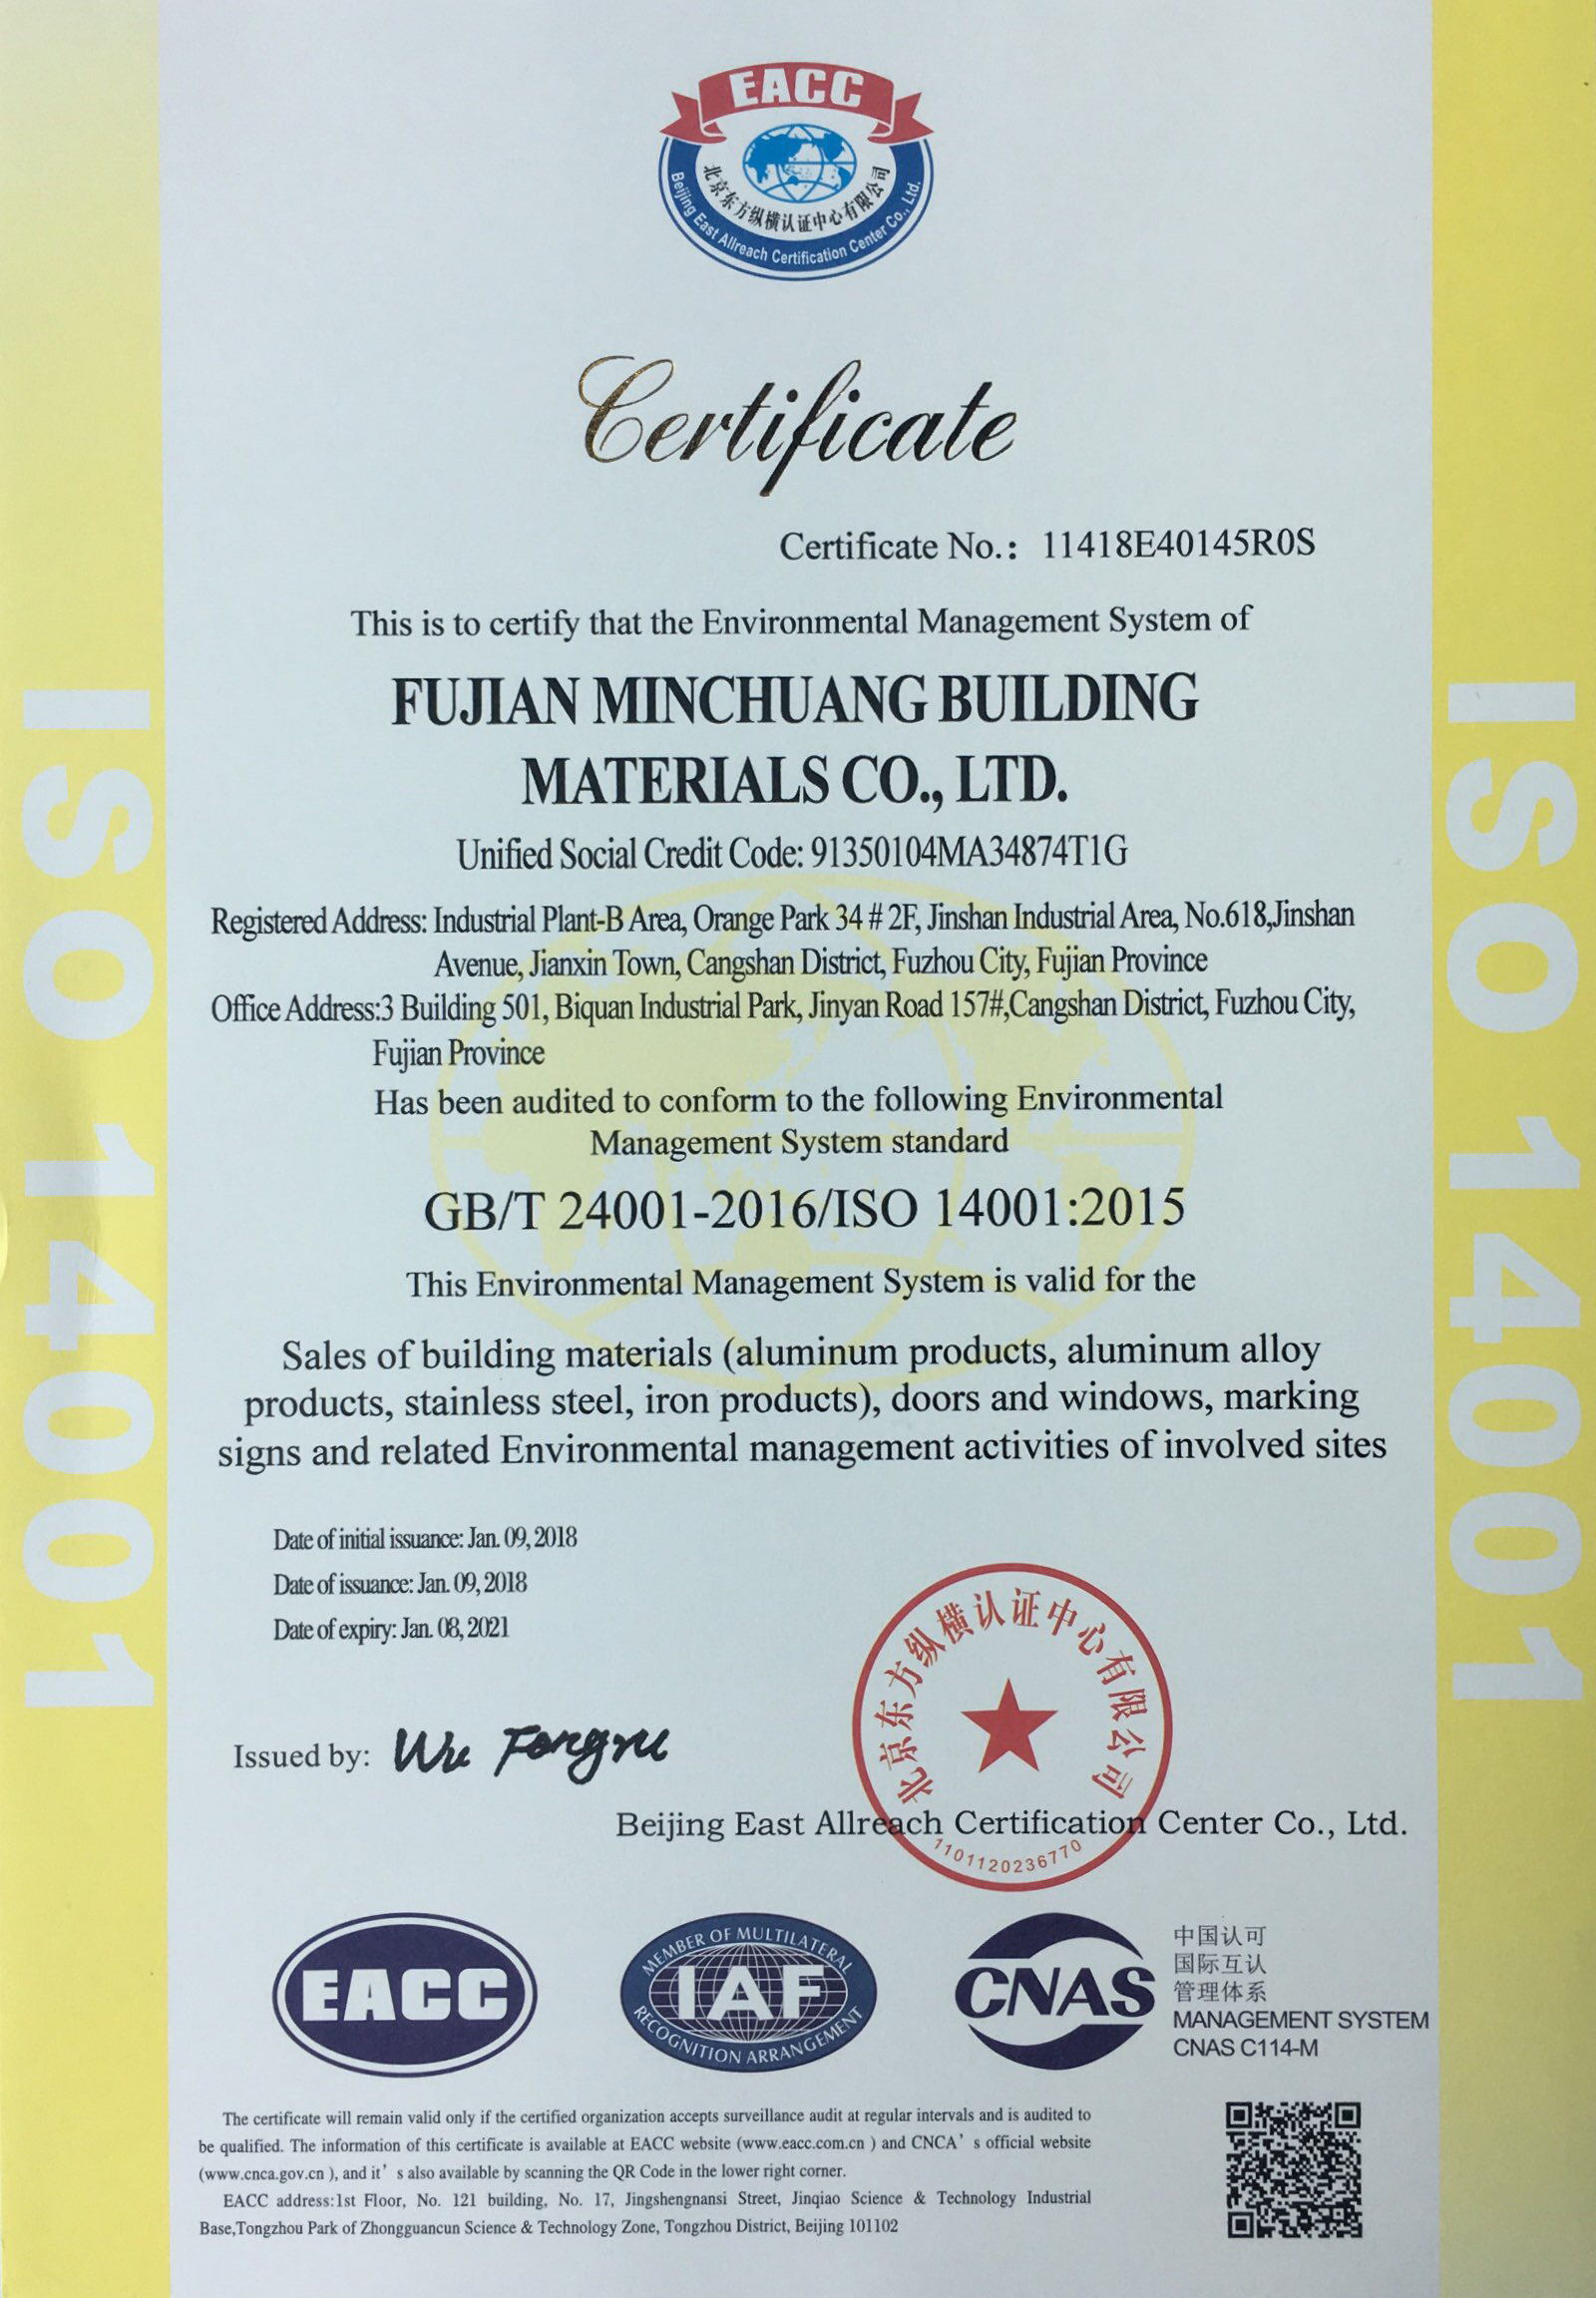 EACC
北京东方纵横认证中心有限公司
Beijing East Allreach Certification Center Co., Ltd.
Certificate
Certificate No.: 11418E40145R0S
This is to certify that the Environmental Management System of
FUJIAN MINCHUANG BUILDING
MATERIALS CO., LTD.
Unified Social Credit Code: 91350104MA34874T1G
Registered Address: Industrial Plant-B Area, Orange Park 34 # 2F, Jinshan Industrial Area, No.618,Jinshan
Avenue, Jianxin Town, Cangshan District, Fuzhou City, Fujian Province
Office Address:3 Building 501, Biquan Industrial Park, Jinyan Road 157#,Cangshan District, Fuzhou City,
Fujian Province
Has been audited to conform to the following Environmental
Management System standard
GB/T 24001-2016/ISO 14001:2015
This Environmental Management System is valid for the
Sales of building materials (aluminum products, aluminum alloy
products, stainless steel, iron products), doors and windows, marking
signs and related Environmental management activities of involved sites
Date of initial issuance: Jan. 09, 2018
Date of issuance: Jan. 09, 2018
Date of expiry: Jan. 08, 2021
Issued by: Wu
北京东方纵横认证中心有限公司
Beijing East Allreach Certification Center Co., Ltd.
1101120236770
EACC
MEMBER OF MULTILATERAL
IAF
RECOGNITION ARRANGEMENT
CNAS
中国认可
国际互认
管理体系
MANAGEMENT SYSTEM
CNAS C114-M
The certificate will remain valid only if the certified organization accepts surveillance audit at regular intervals and is audited to
be qualified. The information of this certificate is available at EACC website (www.eacc.com.cn ) and CNCA' s official website
(www.cnca.gov.cn ), and it' s also available by scanning the QR Code in the lower right corner.
EACC address:1st Floor, No. 121 building, No. 17, Jingshengnansi Street, Jinqiao Science & Technology Industrial
Base,Tongzhou Park of Zhongguancun Science & Technology Zone, Tongzhou District, Beijing 101102
ISO 14001
ISO 14001